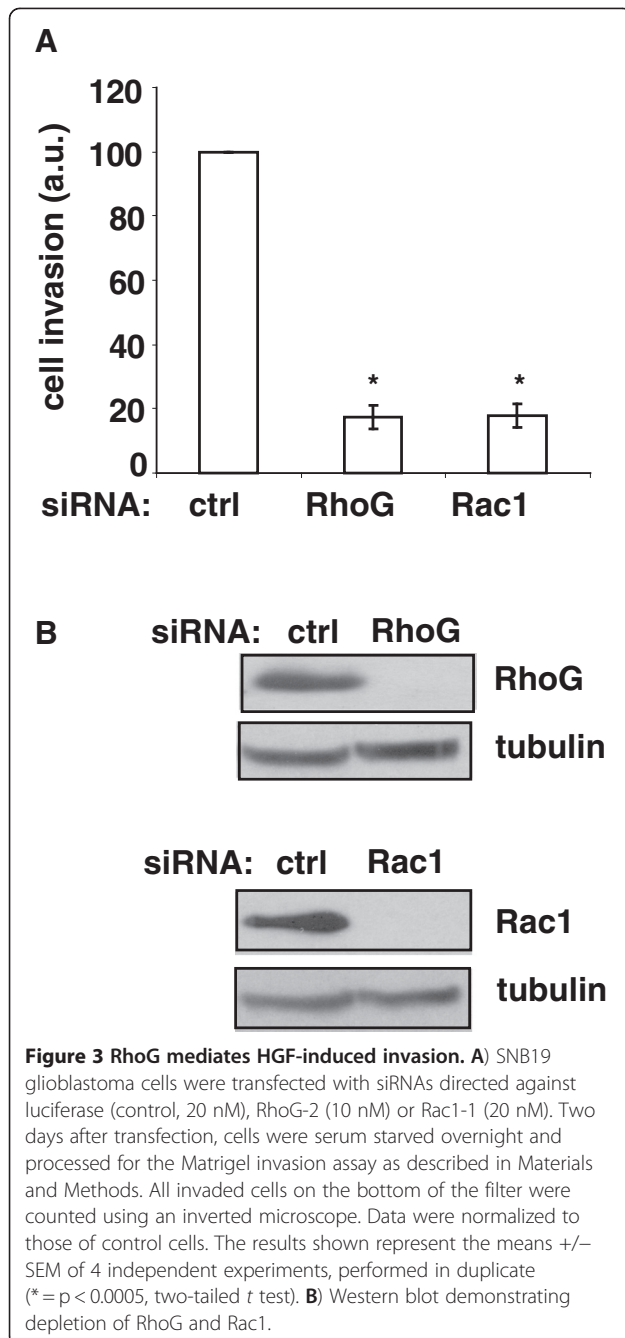 A
120
100
80
60
40
20
0
cell invasion (a.u.)
* *
siRNA: ctrl RhoG Rac1
B
siRNA: ctrl RhoG
RhoG
tubulin
siRNA: ctrl Rac1
Rac1
tubulin
Figure 3 RhoG mediates HGF-induced invasion. A) SNB19
glioblastoma cells were transfected with siRNAs directed against
luciferase (control, 20 nM), RhoG-2 (10 nM) or Rac1-1 (20 nM). Two
days after transfection, cells were serum starved overnight and
processed for the Matrigel invasion assay as described in Materials
and Methods. All invaded cells on the bottom of the filter were
counted using an inverted microscope. Data were normalized to
those of control cells. The results shown represent the means +/−
SEM of 4 independent experiments, performed in duplicate
(* = p < 0.0005, two-tailed t test). B) Western blot demonstrating
depletion of RhoG and Rac1.